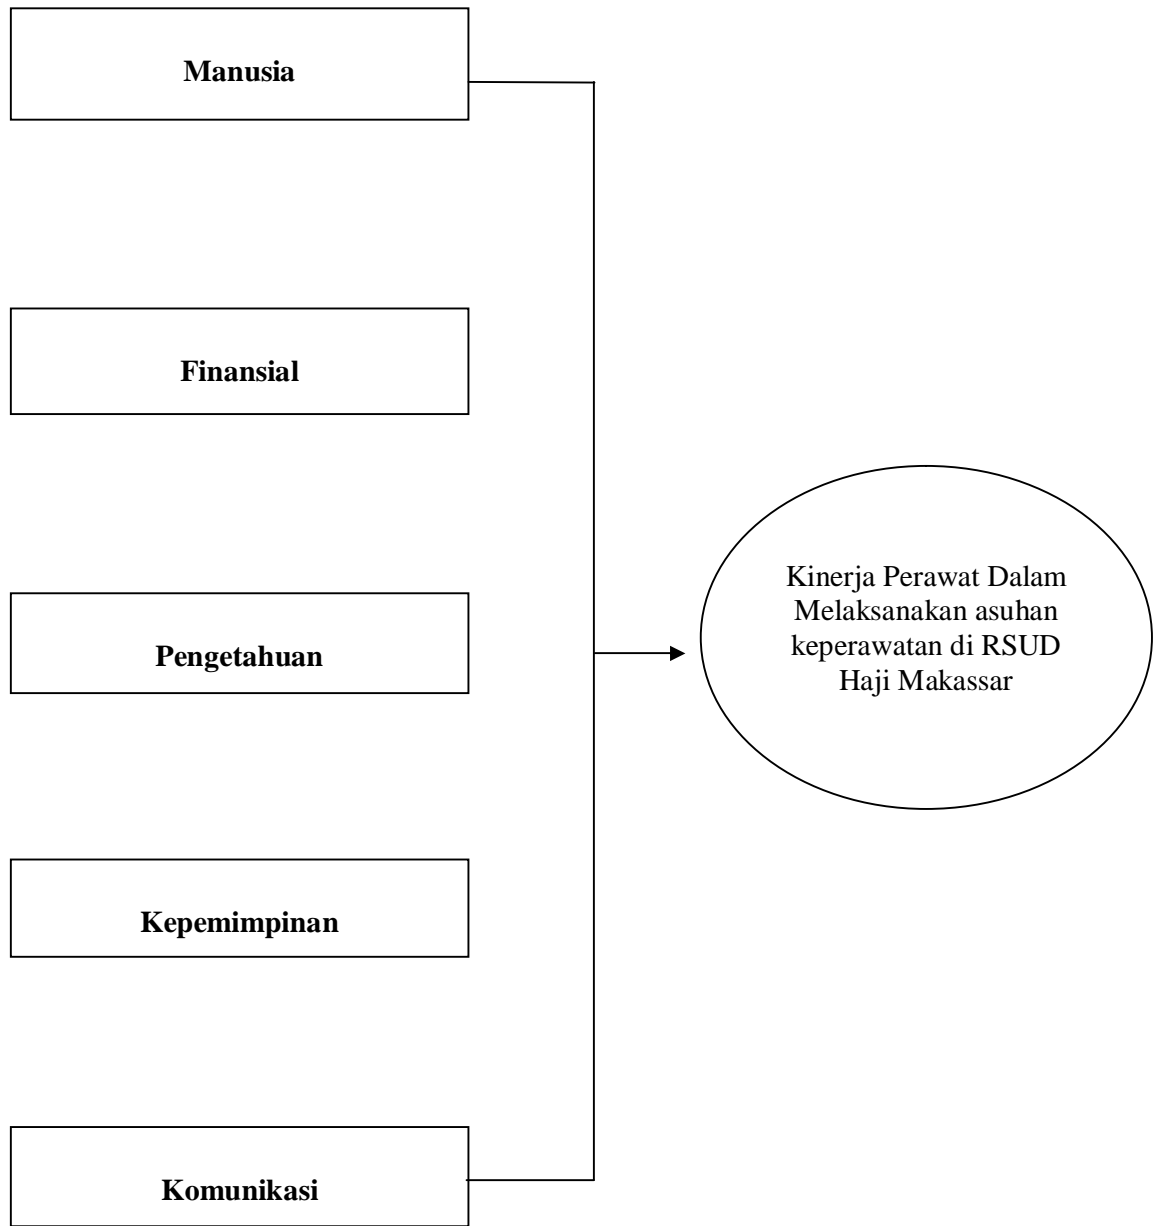 Manusia
Finansial
Pengetahuan
Kepemimpinan
Komunikasi
Kinerja Perawat Dalam
Melaksanakan asuhan
keperawatan di RSUD
Haji Makassar